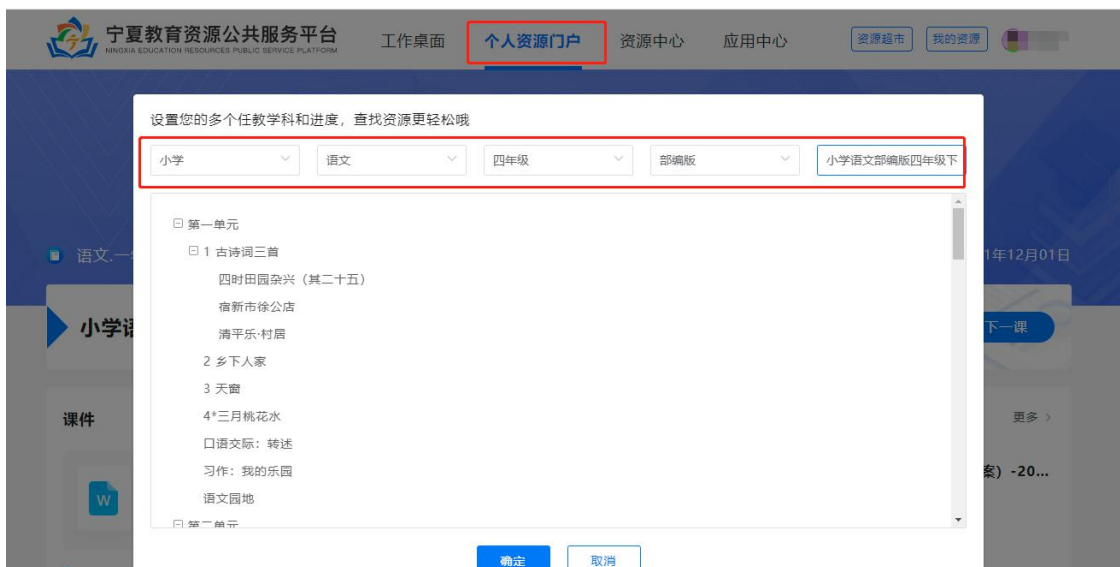 宁夏教育资源公共服务平台
NINGXIA EDUCATION RESOURCES PUBLIC SERVICE PLATFORM
工作桌面 个人资源门户 资源中心 应用中心 资源超市 我的资源
设置您的多个任教学科和进度，查找资源更轻松哦
小学 语文 四年级 部编版 小学语文部编版四年级下
第一单元
1 古诗词三首
四时田园杂兴（其二十五）
语文.一 1年12月01日
宿新市徐公店
小学语 清平乐·村居 下一课
2 乡下人家
3 天窗
课件 4*三月桃花水 更多
口语交际：转述
习作：我的乐园 案）-20...
W 语文园地
第二单元
确定 取消